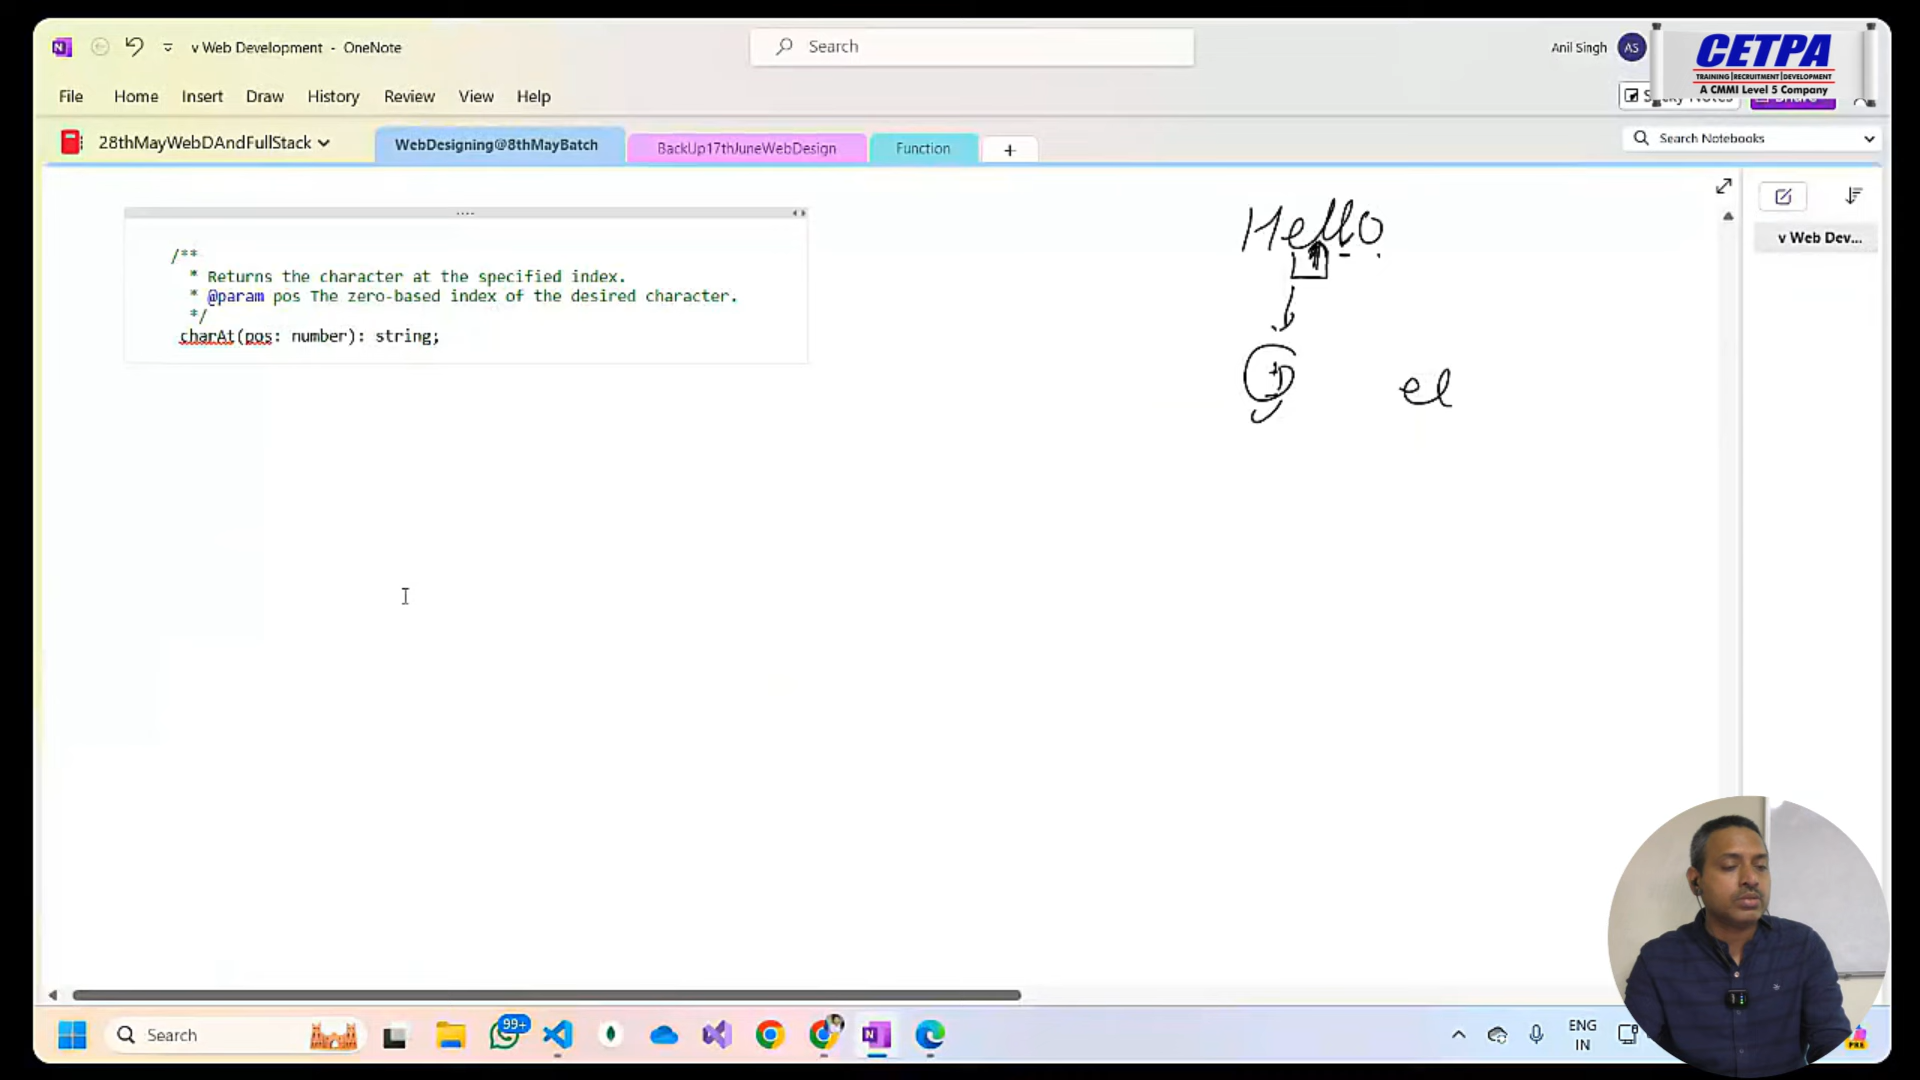 v Web Development - OneNote
Search
Anil Singh
AS
CETPA
TRAINING|RECRUITMENT|DEVELOPMENT
A CMMI Level 5 Company
File Home Insert Draw History Review View Help
28thMayWebDAndFullStack
WebDesigning@8thMayBatch
BackUp17thJuneWebDesign
Function
+
Search Notebooks
/**
* Returns the character at the specified index.
* @param pos The zero-based index of the desired character.
*/
charAt(pos: number): string;
Hello
el
v Web Dev...
Search
99+
ENG
IN
PRE